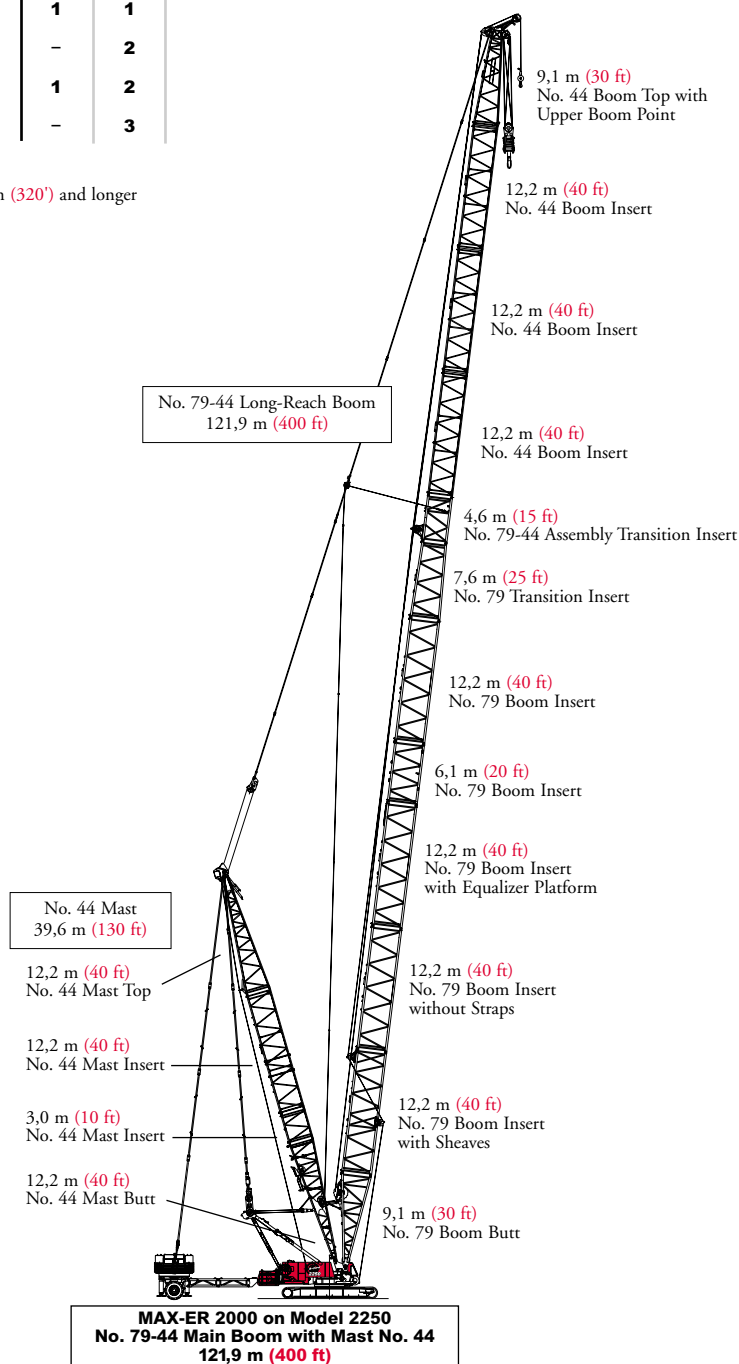 1 1
– 2
1 2
– 3
(320') and longer
9,1 m (30 ft)
No. 44 Boom Top with
Upper Boom Point
12,2 m (40 ft)
No. 44 Boom Insert
12,2 m (40 ft)
No. 44 Boom Insert
No. 79-44 Long-Reach Boom
121,9 m (400 ft)
12,2 m (40 ft)
No. 44 Boom Insert
4,6 m (15 ft)
No. 79-44 Assembly Transition Insert
7,6 m (25 ft)
No. 79 Transition Insert
12,2 m (40 ft)
No. 79 Boom Insert
6,1 m (20 ft)
No. 79 Boom Insert
12,2 m (40 ft)
No. 79 Boom Insert
with Equalizer Platform
No. 44 Mast
39,6 m (130 ft)
12,2 m (40 ft)
No. 44 Mast Top
12,2 m (40 ft)
No. 79 Boom Insert
without Straps
12,2 m (40 ft)
No. 44 Mast Insert
3,0 m (10 ft)
No. 44 Mast Insert
12,2 m (40 ft)
No. 79 Boom Insert
with Sheaves
12,2 m (40 ft)
No. 44 Mast Butt
9,1 m (30 ft)
No. 79 Boom Butt
2250
MAX-ER 2000 on Model 2250
No. 79-44 Main Boom with Mast No. 44
121,9 m (400 ft)